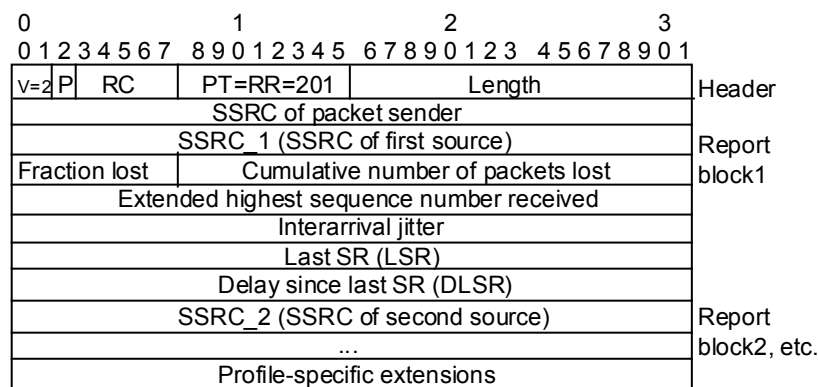 0 1 2 3
0 1 2 3 4 5 6 7 8 9 0 1 2 3 4 5 6 7 8 9 0 1 2 3 4 5 6 7 8 9 0 1
V=2 P RC PT=RR=201 Length Header
SSRC of packet sender
SSRC_1 (SSRC of first source) Report
Fraction lost Cumulative number of packets lost block1
Extended highest sequence number received
Interarrival jitter
Last SR (LSR)
Delay since last SR (DLSR)
SSRC_2 (SSRC of second source) Report
... block2, etc.
Profile-specific extensions